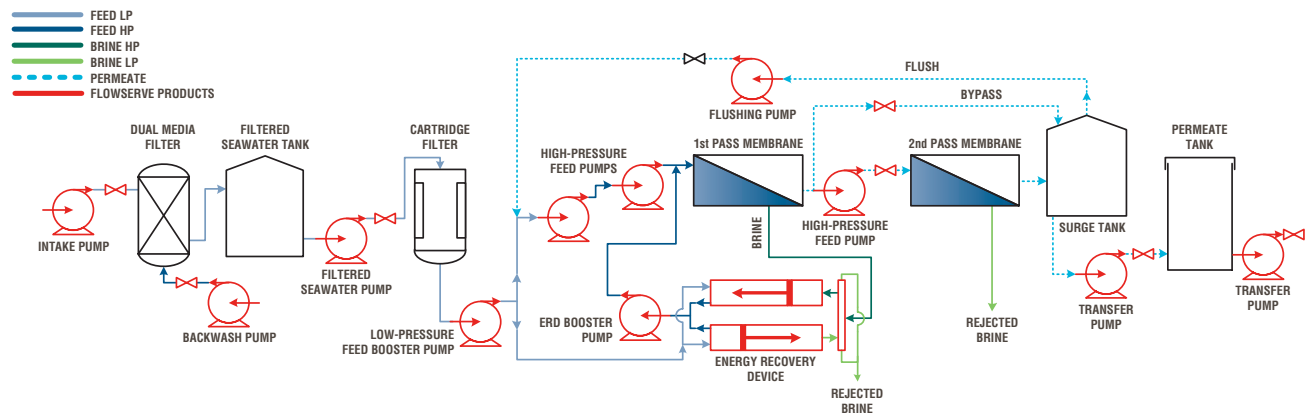 FEED LP
FEED HP
BRINE HP
BRINE LP
PERMEATE
FLOWSERVE PRODUCTS
FLUSH
FLUSHING PUMP
BYPASS
DUAL MEDIA
FILTER
FILTERED
SEAWATER TANK
CARTRIDGE
FILTER
HIGH-PRESSURE
FEED PUMPS
1st PASS MEMBRANE
2nd PASS MEMBRANE
PERMEATE
TANK
INTAKE PUMP
BACKWASH PUMP
FILTERED
SEAWATER PUMP
LOW-PRESSURE
FEED BOOSTER PUMP
ERD BOOSTER
PUMP
BRINE
HIGH-PRESSURE
FEED PUMP
SURGE TANK
ENERGY RECOVERY
DEVICE
REJECTED
BRINE
REJECTED
BRINE
TRANSFER
PUMP
TRANSFER
PUMP